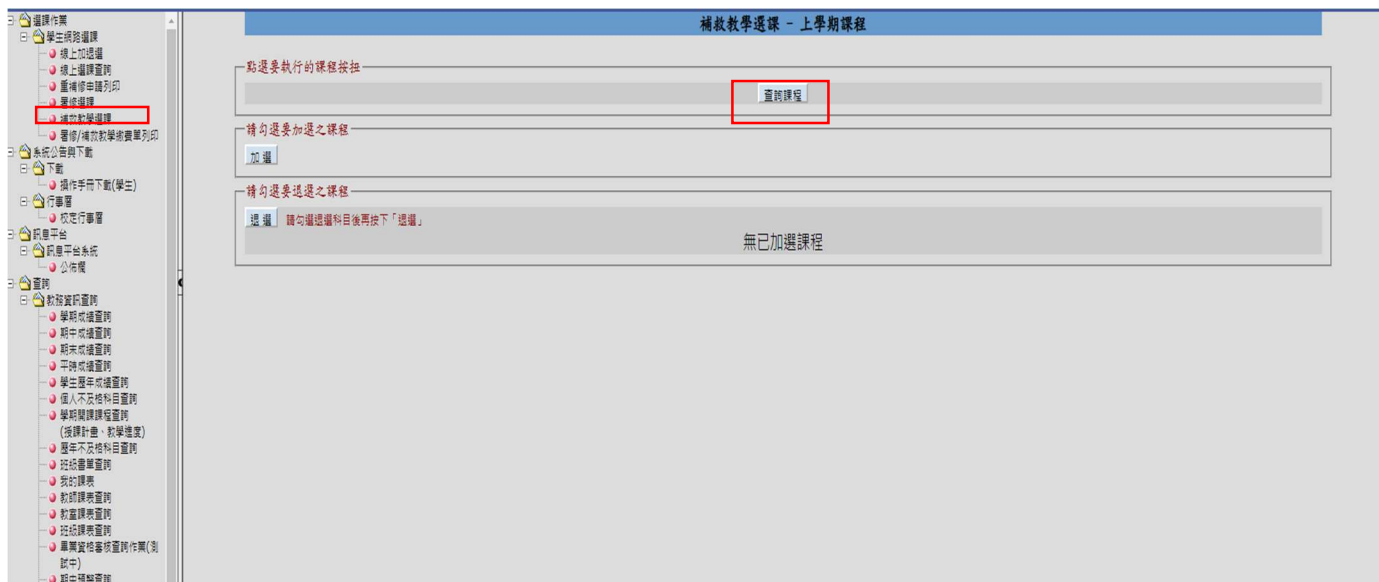 選課作業
學生網路選課
線上加退選
線上選課查詢
重補修申請列印
暑修選課
補救教學選課
暑修/補救教學繳費單列印
系統公告與下載
下載
操作手冊下載(學生)
行事曆
校定行事曆
訊息平台
訊息平台系統
公佈欄
查詢
教務資訊查詢
學期成績查詢
期中成績查詢
期末成績查詢
平時成績查詢
學生歷年成績查詢
個人不及格科目查詢
學期開課課程查詢
(授課計畫、教學進度)
歷年不及格科目查詢
班級書單查詢
我的課表
教師課表查詢
教室課表查詢
班級課表查詢
畢業資格審核查詢作業(測
試中)
期中預警查詢
補救教學選課 - 上學期課程
點選要執行的課程按扭
查詢課程
請勾選要加選之課程
加 選
請勾選要退選之課程
退 選 請勾選退選科目後再按下「退選」
無已加選課程